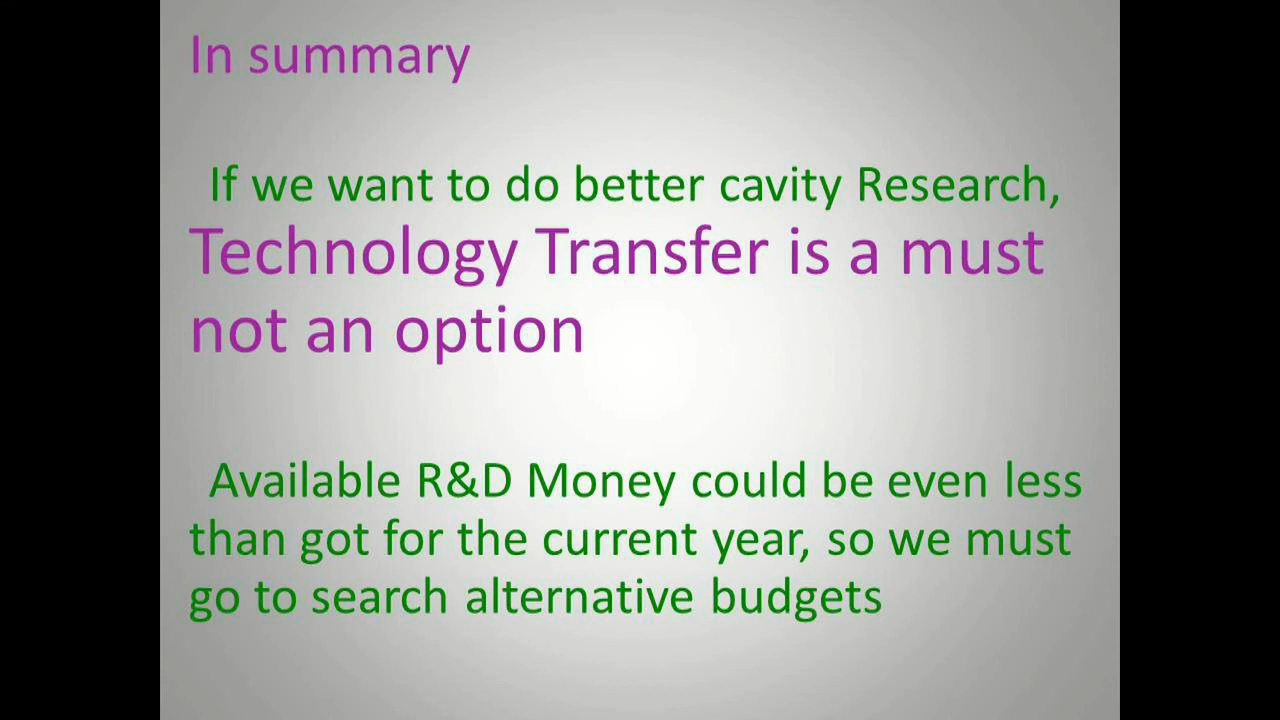 In summary
If we want to do better cavity Research,
Technology Transfer is a must
not an option
Available R&D Money could be even less
than got for the current year, so we must
go to search alternative budgets